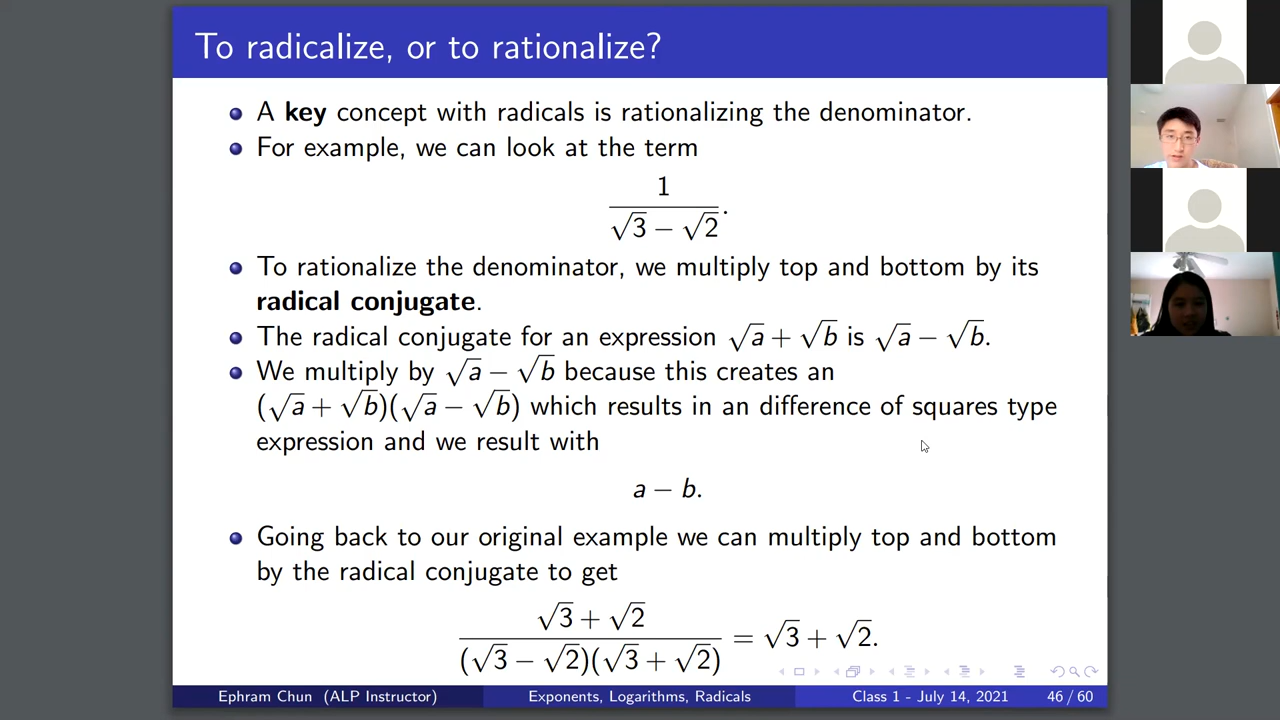 To radicalize, or to rationalize?
A key concept with radicals is rationalizing the denominator.
For example, we can look at the term
1
√3 − √2.
To rationalize the denominator, we multiply top and bottom by its
radical conjugate.
The radical conjugate for an expression √a + √b is √a − √b.
We multiply by √a − √b because this creates an
(√a + √b)(√a − √b) which results in an difference of squares type
expression and we result with
a − b.
Going back to our original example we can multiply top and bottom
by the radical conjugate to get
√3 + √2
(√3 − √2)(√3 + √2) = √3 + √2.
Ephram Chun (ALP Instructor) Exponents, Logarithms, Radicals Class 1 - July 14, 2021 46 / 60